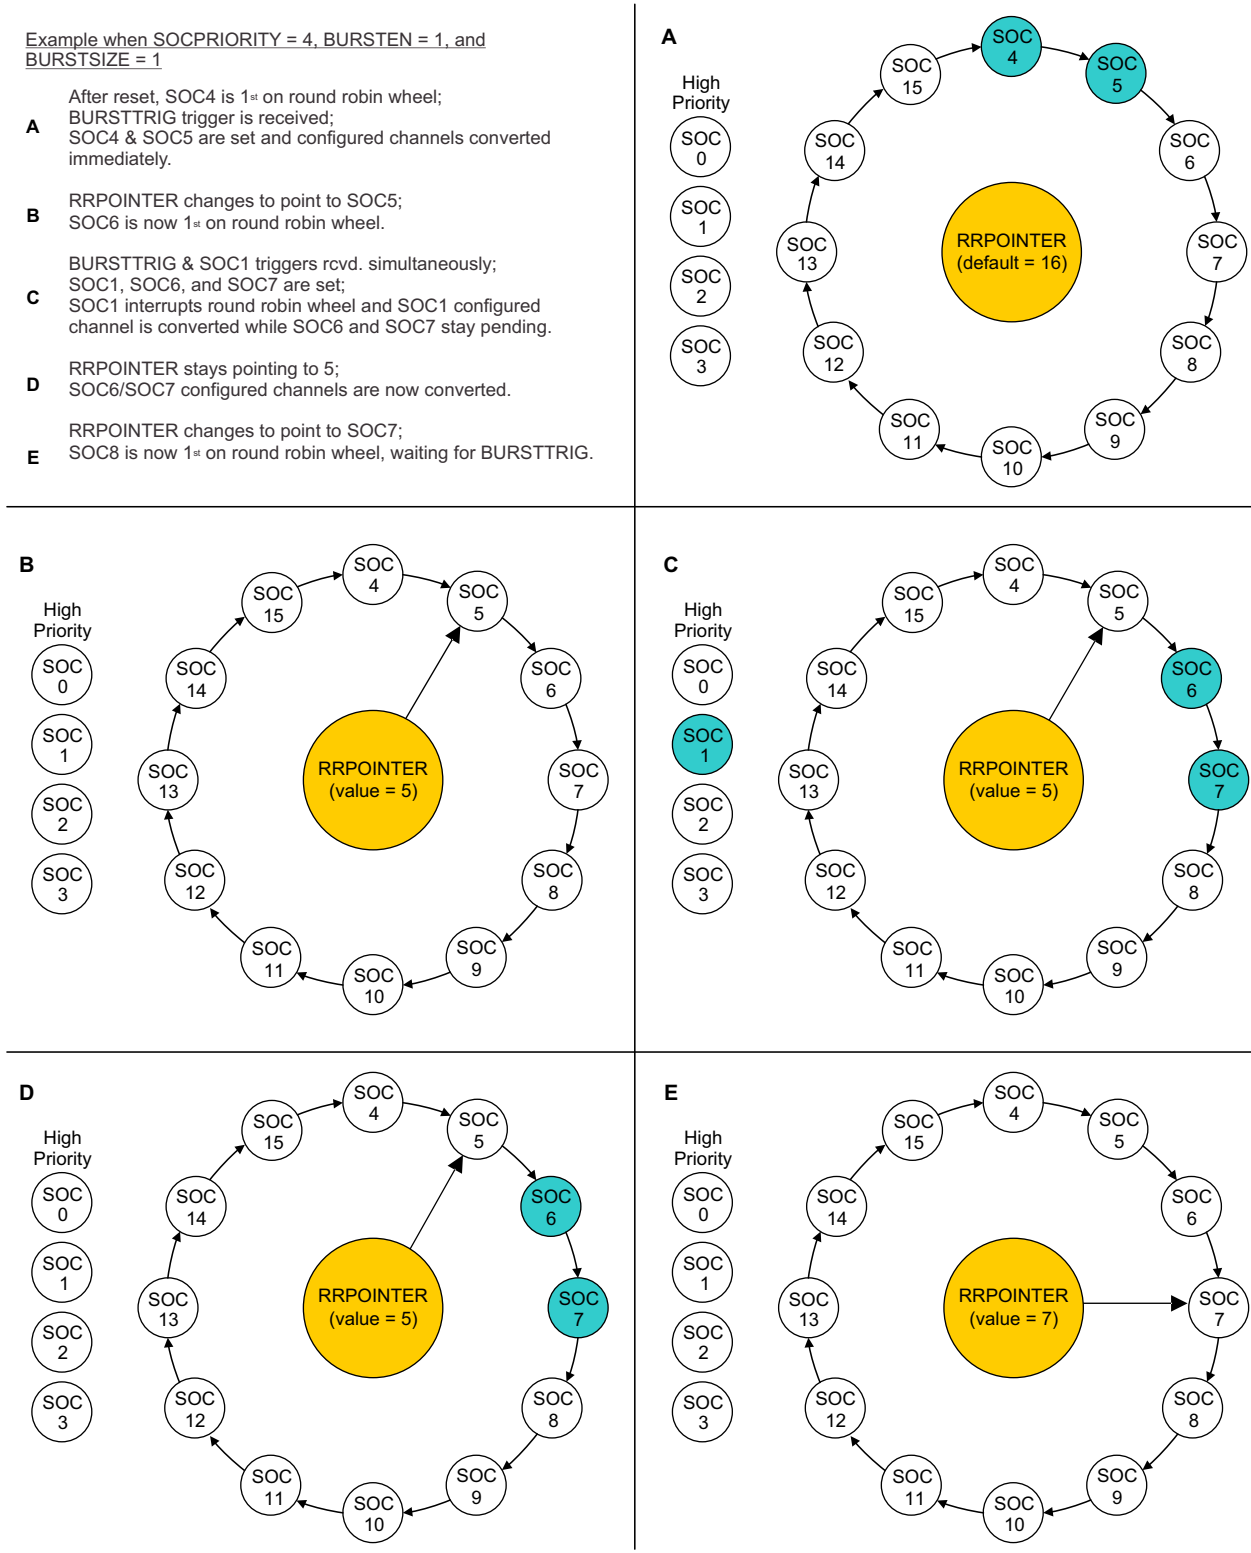 Example when SOCPRIORITY = 4, BURSTEN = 1, and
BURSTSIZE = 1
A
After reset, SOC4 is 1st on round robin wheel;
BURSTTRIG trigger is received;
SOC4 & SOC5 are set and configured channels converted
immediately.
B
RRPOINTER changes to point to SOC5;
SOC6 is now 1st on round robin wheel.
C
BURSTTRIG & SOC1 triggers rcvd. simultaneously;
SOC1, SOC6, and SOC7 are set;
SOC1 interrupts round robin wheel and SOC1 configured
channel is converted while SOC6 and SOC7 stay pending.
D
RRPOINTER stays pointing to 5;
SOC6/SOC7 configured channels are now converted.
E
RRPOINTER changes to point to SOC7;
SOC8 is now 1st on round robin wheel, waiting for BURSTTRIG.
A
High
Priority
SOC
0
SOC
1
SOC
2
SOC
3
SOC
4
SOC
5
SOC
6
SOC
7
SOC
8
SOC
9
SOC
10
SOC
11
SOC
12
SOC
13
SOC
14
SOC
15
RRPOINTER
(default = 16)
B
High
Priority
SOC
0
SOC
1
SOC
2
SOC
3
SOC
4
SOC
5
SOC
6
SOC
7
SOC
8
SOC
9
SOC
10
SOC
11
SOC
12
SOC
13
SOC
14
SOC
15
RRPOINTER
(value = 5)
C
High
Priority
SOC
0
SOC
1
SOC
2
SOC
3
SOC
4
SOC
5
SOC
6
SOC
7
SOC
8
SOC
9
SOC
10
SOC
11
SOC
12
SOC
13
SOC
14
SOC
15
RRPOINTER
(value = 5)
D
High
Priority
SOC
0
SOC
1
SOC
2
SOC
3
SOC
4
SOC
5
SOC
6
SOC
7
SOC
8
SOC
9
SOC
10
SOC
11
SOC
12
SOC
13
SOC
14
SOC
15
RRPOINTER
(value = 5)
E
High
Priority
SOC
0
SOC
1
SOC
2
SOC
3
SOC
4
SOC
5
SOC
6
SOC
7
SOC
8
SOC
9
SOC
10
SOC
11
SOC
12
SOC
13
SOC
14
SOC
15
RRPOINTER
(value = 7)